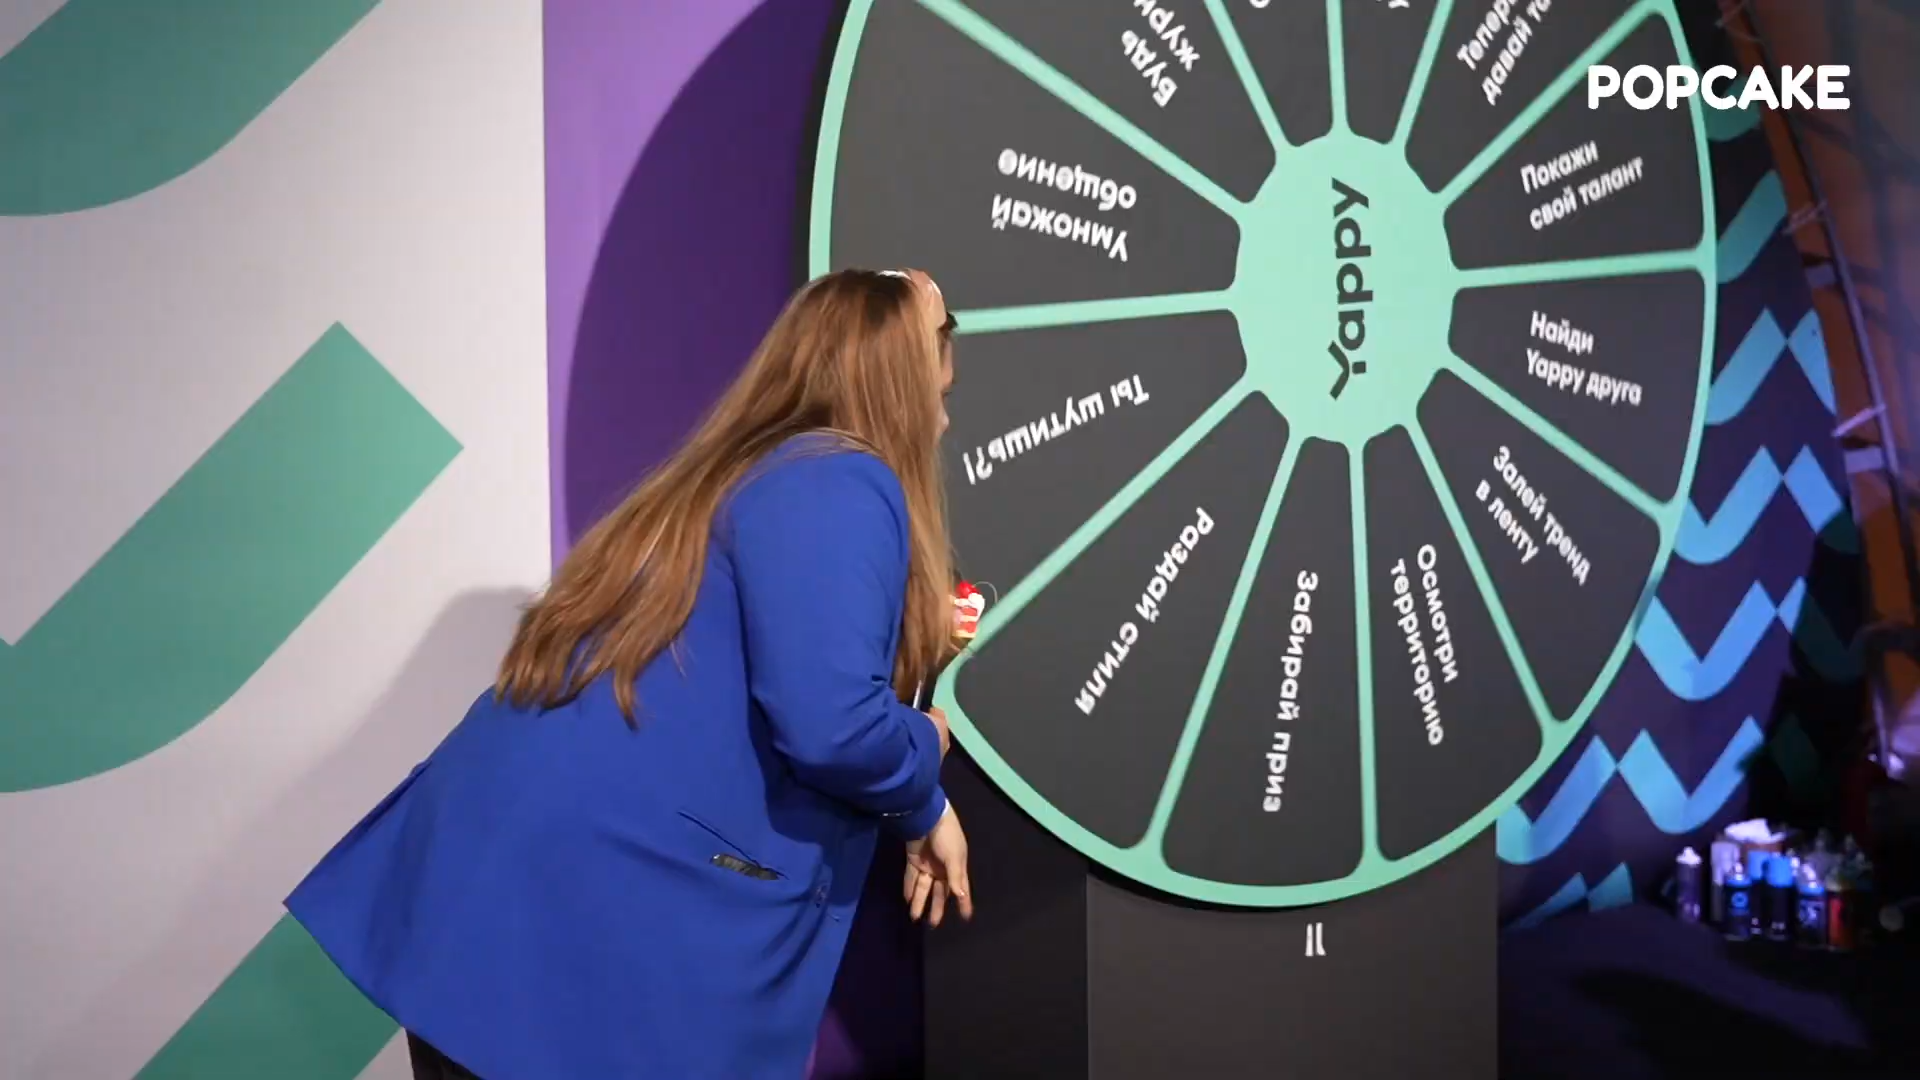 POPCAKE
Yappy
Будь
Покажи
свой талант
Найди
Yappy друга
Залей тренд
в ленту
Осмотри
территорию
Забирай приз
Раздай стиля
Ты шутишь?!
Умножай
общение